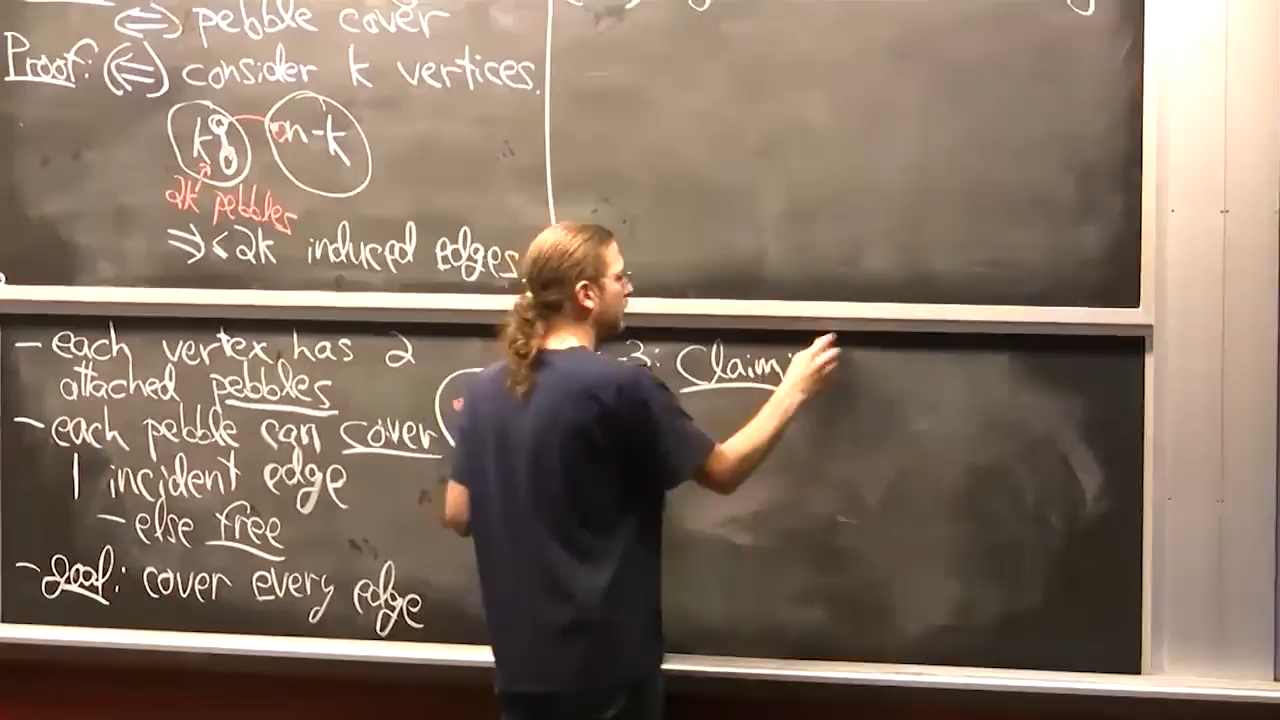 ⇔ pebble cover
Proof: (⇐) consider k vertices.
k
n-k
2k pebbles
⇒ ≤ 2k induced edges.
- each vertex has 2
attached pebbles
- each pebble can cover
1 incident edge
- else free
- goal: cover every edge
-3: Claim: